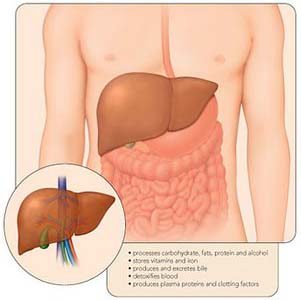 • processes carbohydrate, fats, protein and alcohol
• stores vitamins and iron
• produces and excretes bile
• detoxifies blood
• produces plasma proteins and clotting factors